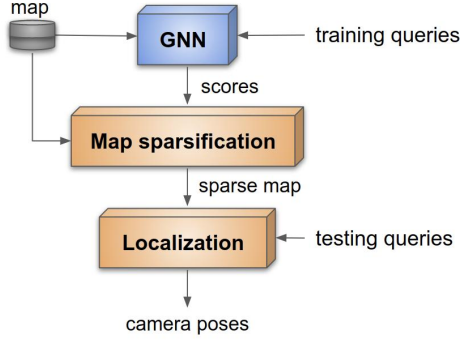 map
GNN
training queries
scores
Map sparsification
sparse map
Localization
testing queries
camera poses